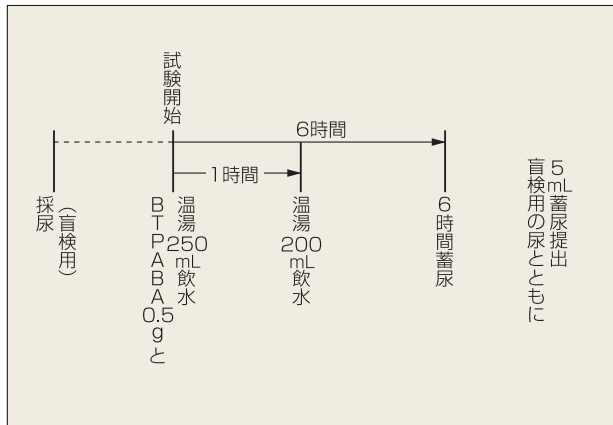 試験開始
6時間
1時間
採尿
（盲検用）
BTPABA0.5gと
温湯250mL飲水
温湯200mL飲水
6時間蓄尿
盲検用の尿とともに
5mL蓄尿提出